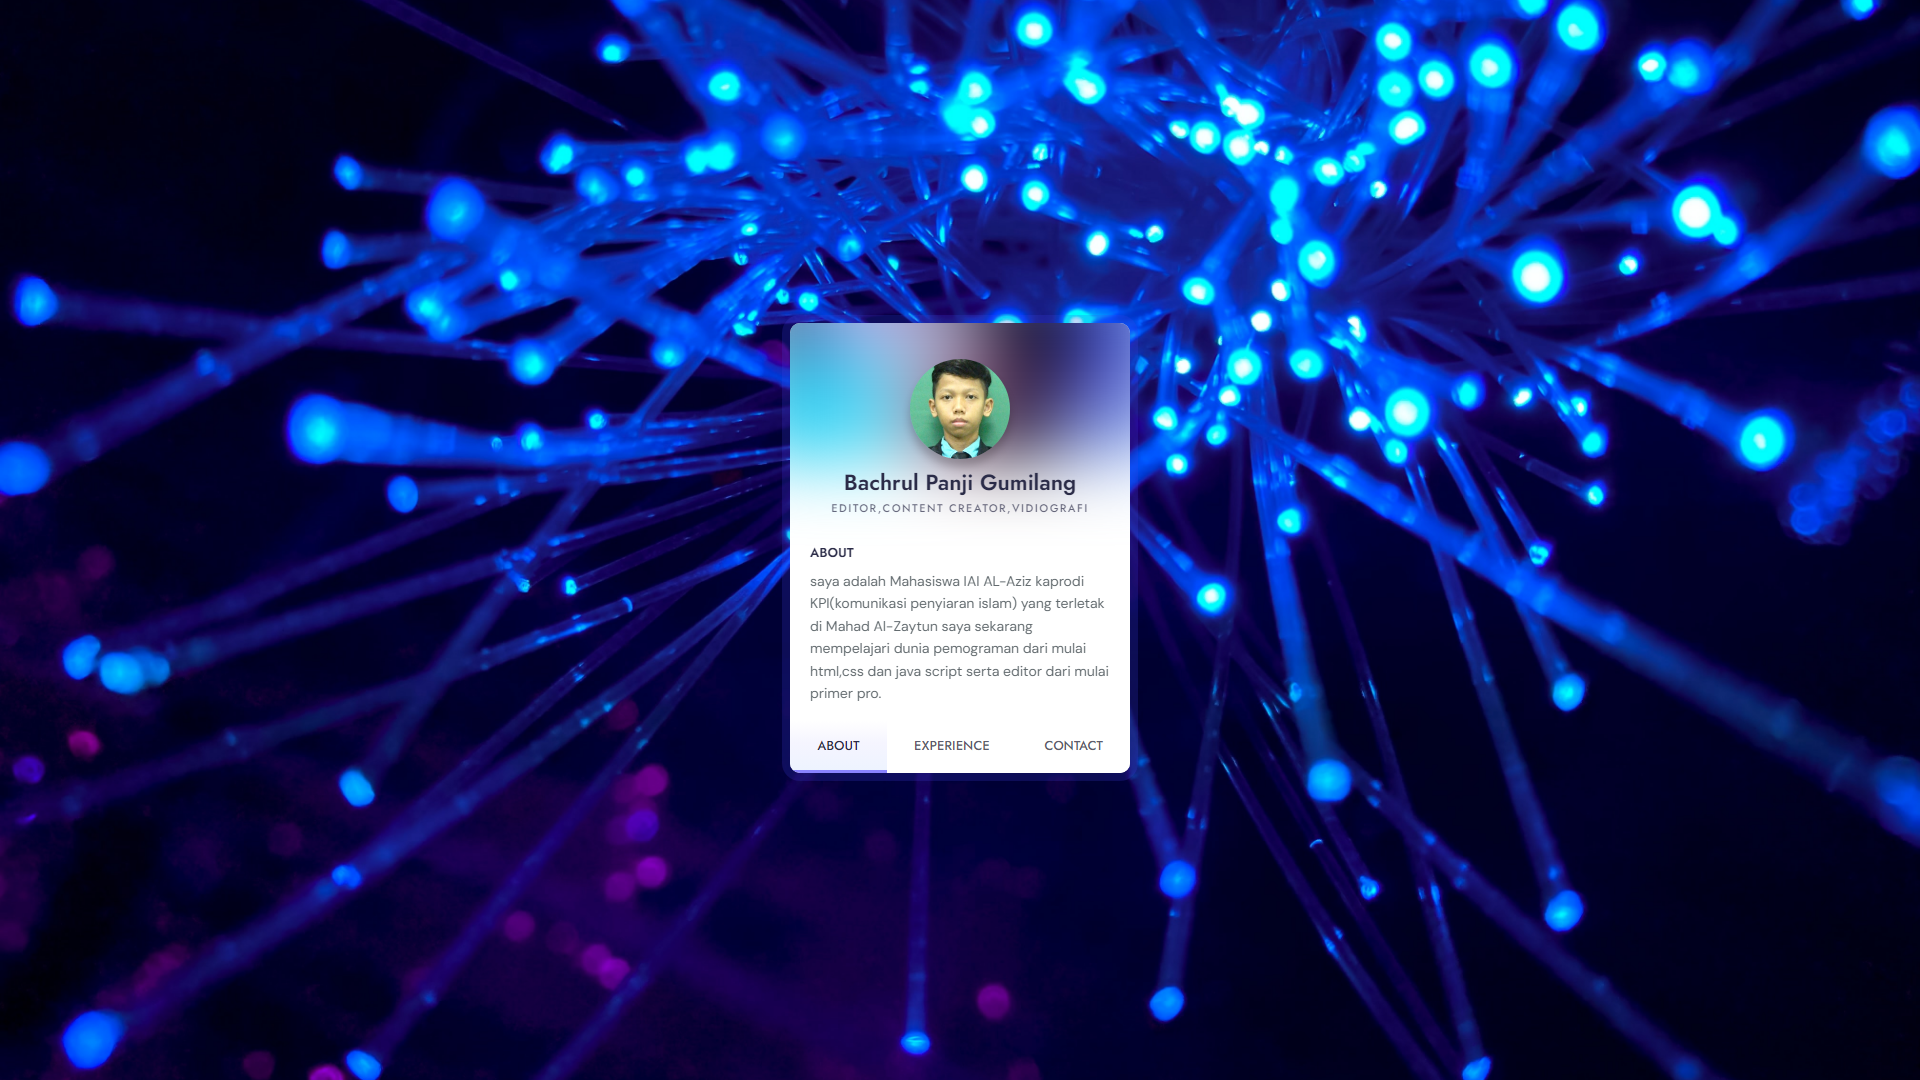 Bachrul Panji Gumilang
EDITOR,CONTENT CREATOR,VIDIOGRAFI
ABOUT
saya adalah Mahasiswa IAI AL-Aziz kaprodi
KPI(komunikasi penyiaran islam) yang terletak
di Mahad Al-Zaytun saya sekarang
mempelajari dunia pemograman dari mulai
html,css dan java script serta editor dari mulai
primer pro.
ABOUT
EXPERIENCE
CONTACT